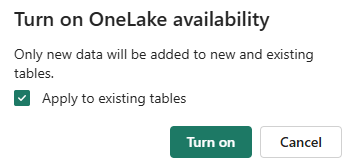 Turn on OneLake availability
Only new data will be added to new and existing
tables.
Apply to existing tables
Turn on
Cancel